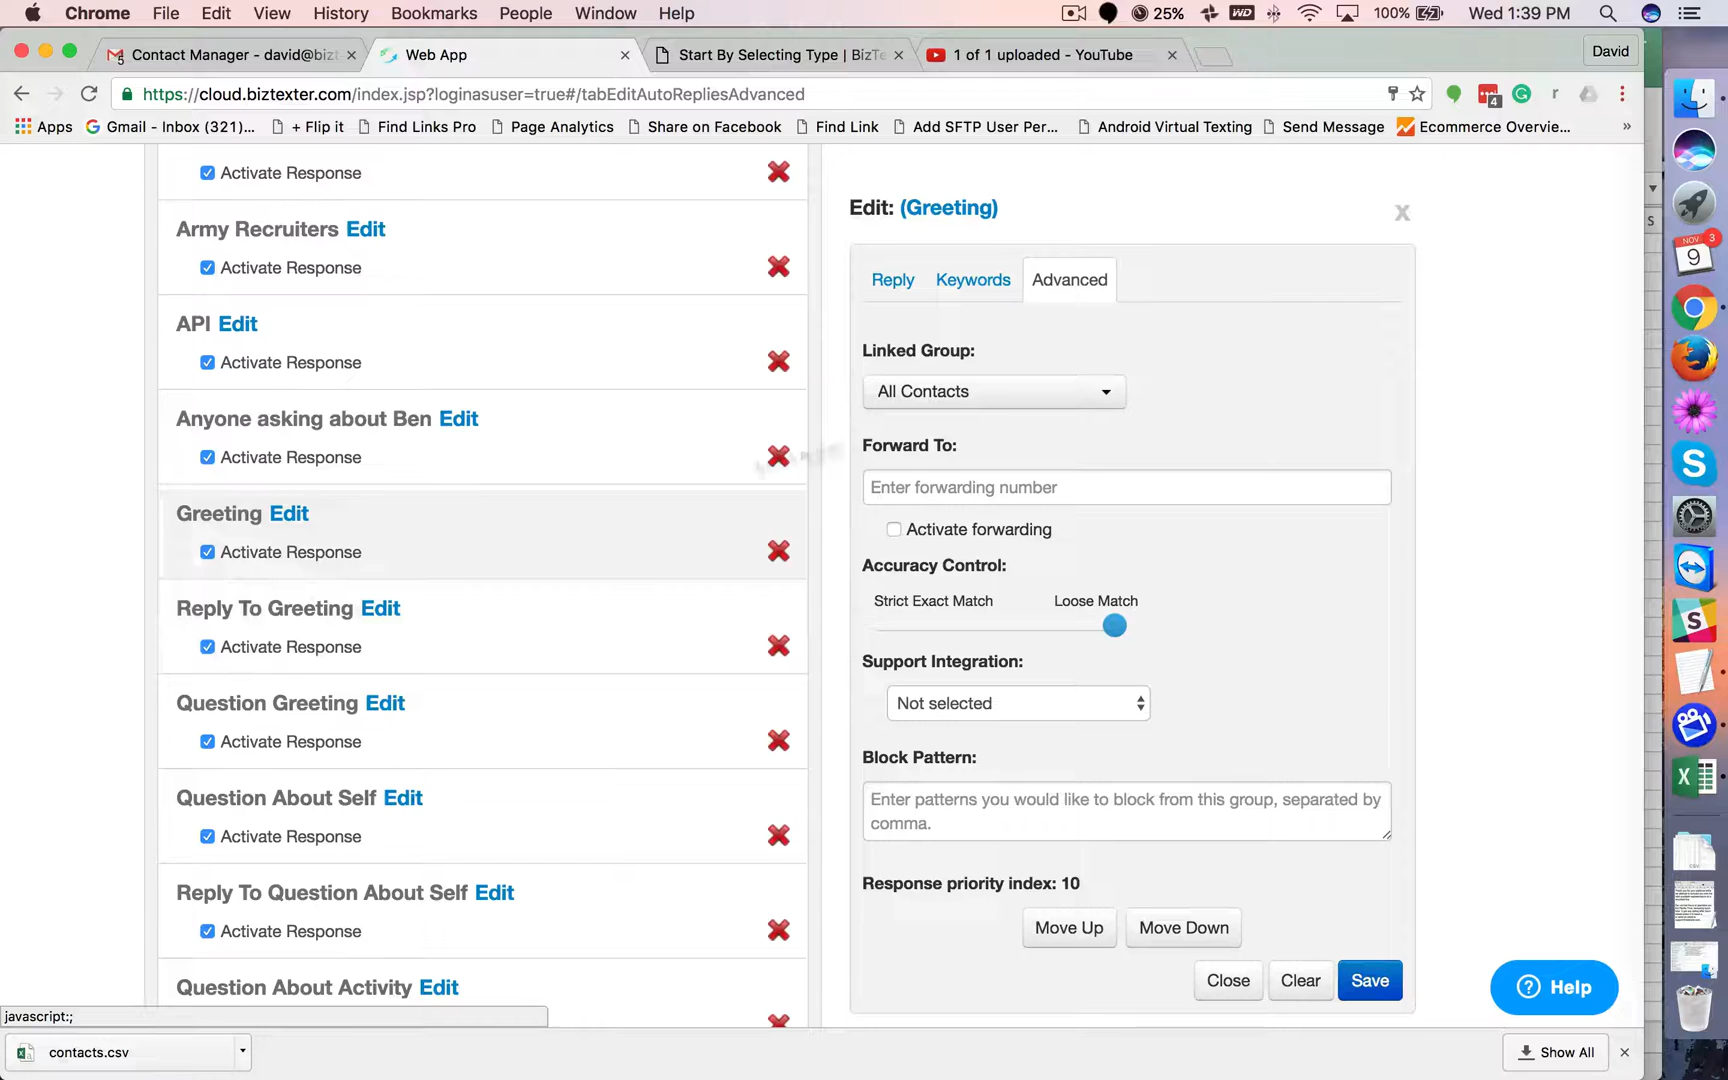 Chrome File Edit View History Bookmarks People Window Help 25% WD 100% Wed 1:39 PM
Contact Manager - david@bizt Web App Start By Selecting Type | BizTe 1 of 1 uploaded - YouTube David
https://cloud.biztexter.com/index.jsp?loginasuser=true#/tabEditAutoRepliesAdvanced 4 r
Apps Gmail - Inbox (321)... + Flip it Find Links Pro Page Analytics Share on Facebook Find Link Add SFTP User Per... Android Virtual Texting Send Message Ecommerce Overvie... »
Activate Response
Army Recruiters Edit
Activate Response
API Edit
Activate Response
Anyone asking about Ben Edit
Activate Response
Greeting Edit
Activate Response
Reply To Greeting Edit
Activate Response
Question Greeting Edit
Activate Response
Question About Self Edit
Activate Response
Reply To Question About Self Edit
Activate Response
Question About Activity Edit
Edit: (Greeting) x
Reply Keywords Advanced
Linked Group:
All Contacts
Forward To:
Enter forwarding number
Activate forwarding
Accuracy Control:
Strict Exact Match Loose Match
Support Integration:
Not selected
Block Pattern:
Enter patterns you would like to block from this group, separated by
comma.
Response priority index: 10
Move Up Move Down
Close Clear Save
Help
javascript:;
contacts.csv Show All
S
NOV 3
9
S
S
X